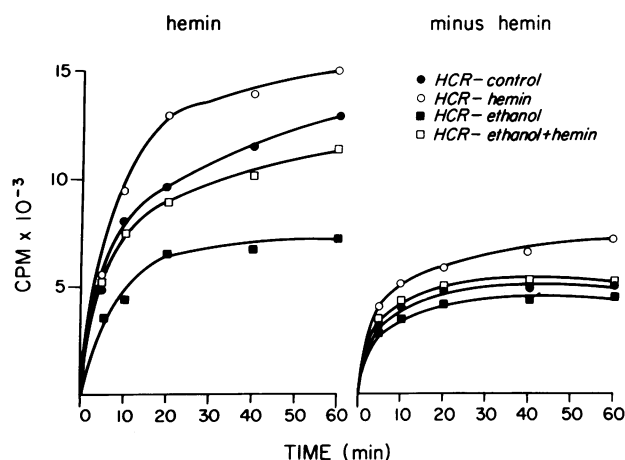 hemin
minus hemin
15
10
5
CPM x 10⁻³
HCR- control
HCR- hemin
HCR- ethanol
HCR- ethanol+hemin
0 10 20 30 40 50 60
0 10 20 30 40 50 60
TIME (min)